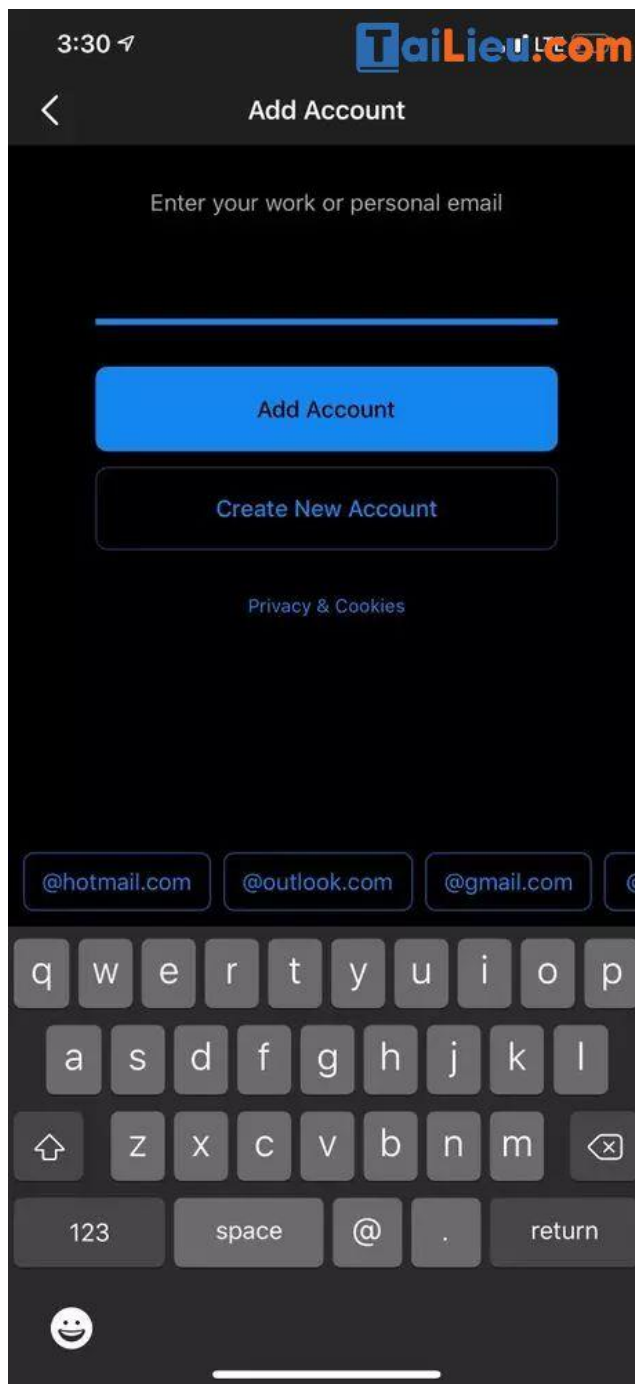 3:30
TaiLieu.com
LTE
Add Account
Enter your work or personal email
Add Account
Create New Account
Privacy & Cookies
@hotmail.com @outlook.com @gmail.com @
q w e r t y u i o p
a s d f g h j k l
z x c v b n m
123 space @ . return